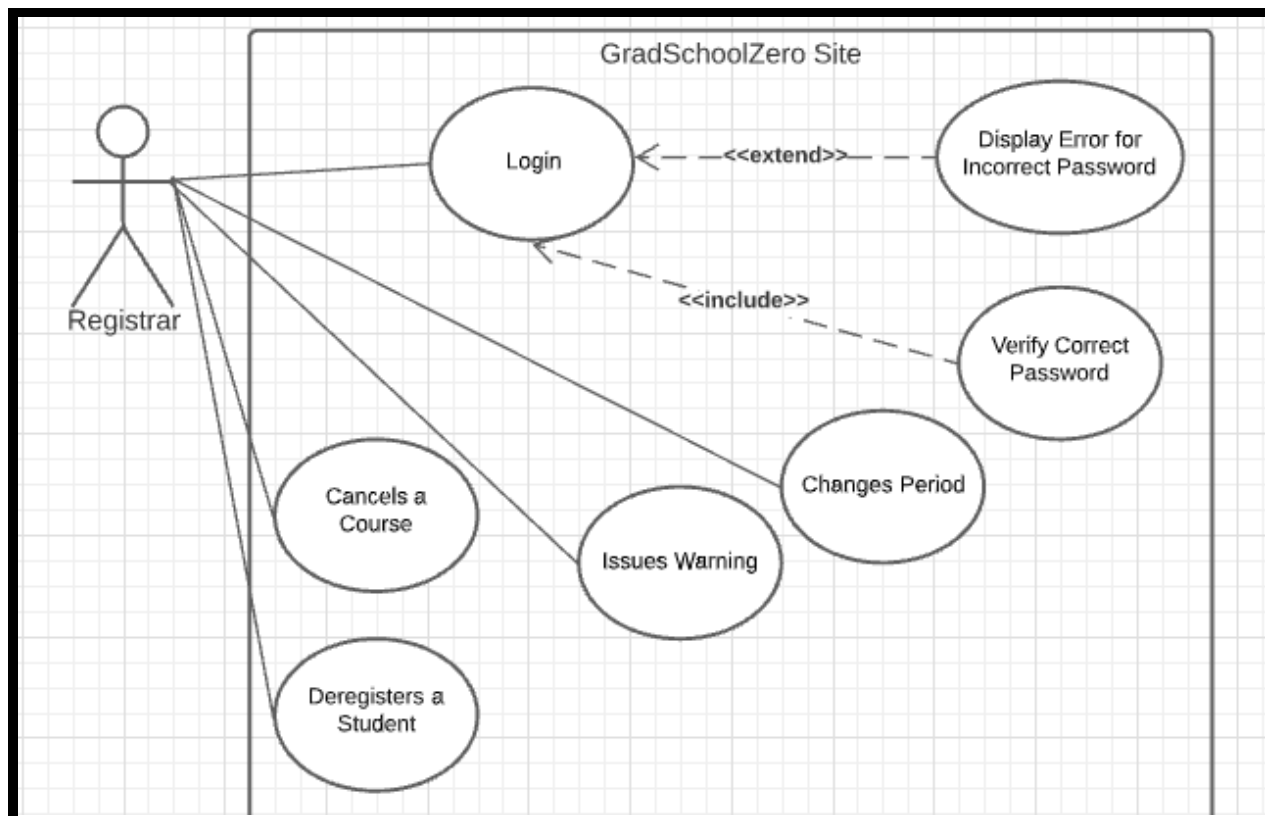 GradSchoolZero Site
Login
<<extend>>
Display Error for
Incorrect Password
<<include>>
Registrar
Verify Correct
Password
Changes Period
Cancels a
Course
Issues Warning
Deregisters a
Student